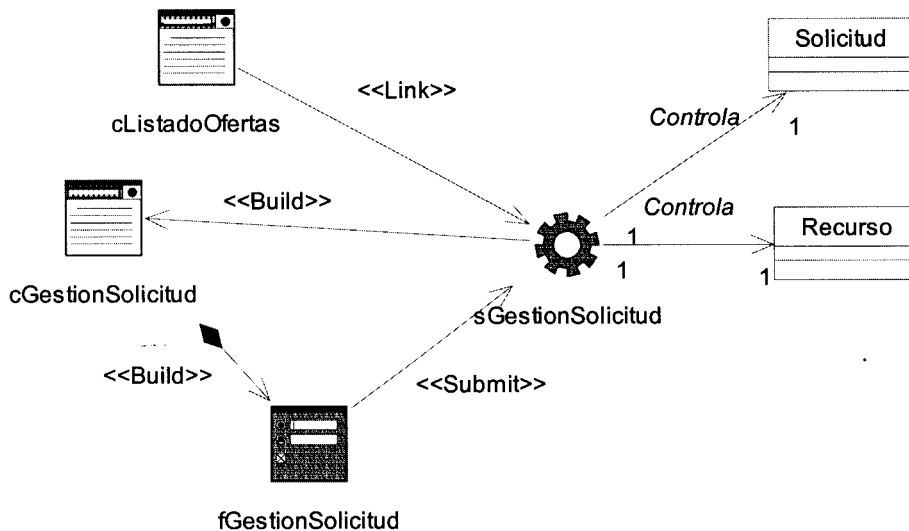 Solicitud
<<Link>>
cListadoOfertas
Controla
1
<<Build>>
Controla
Recurso
1
1
1
cGestionSolicitud
sGestionSolicitud
<<Build>>
<<Submit>>
fGestionSolicitud